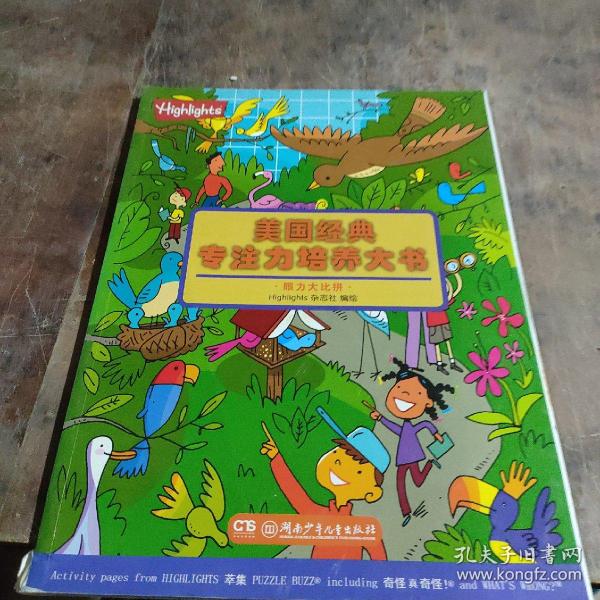 Highlights
美国经典
专注力培养大书
·眼力大比拼·
Highlights 杂志社 编绘
湖南少年儿童出版社
Activity pages from HIGHLIGHTS 萃集 PUZZLE BUZZ® including 奇怪真奇怪!® and WHAT'S WRONG?®
孔夫子旧书网
www.kongfz.com